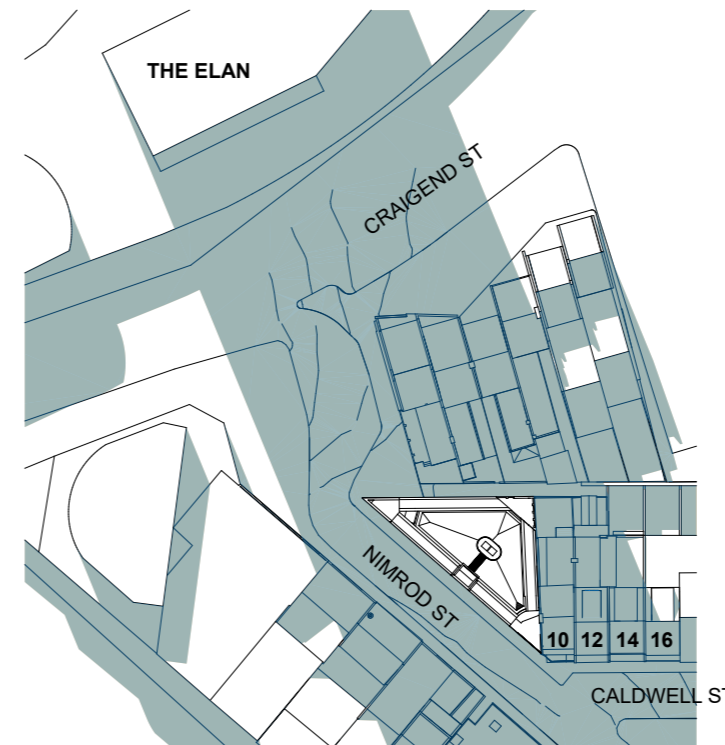 THE ELAN
CRAIGEND ST
NIMROD ST
10 12 14 16
CALDWELL ST